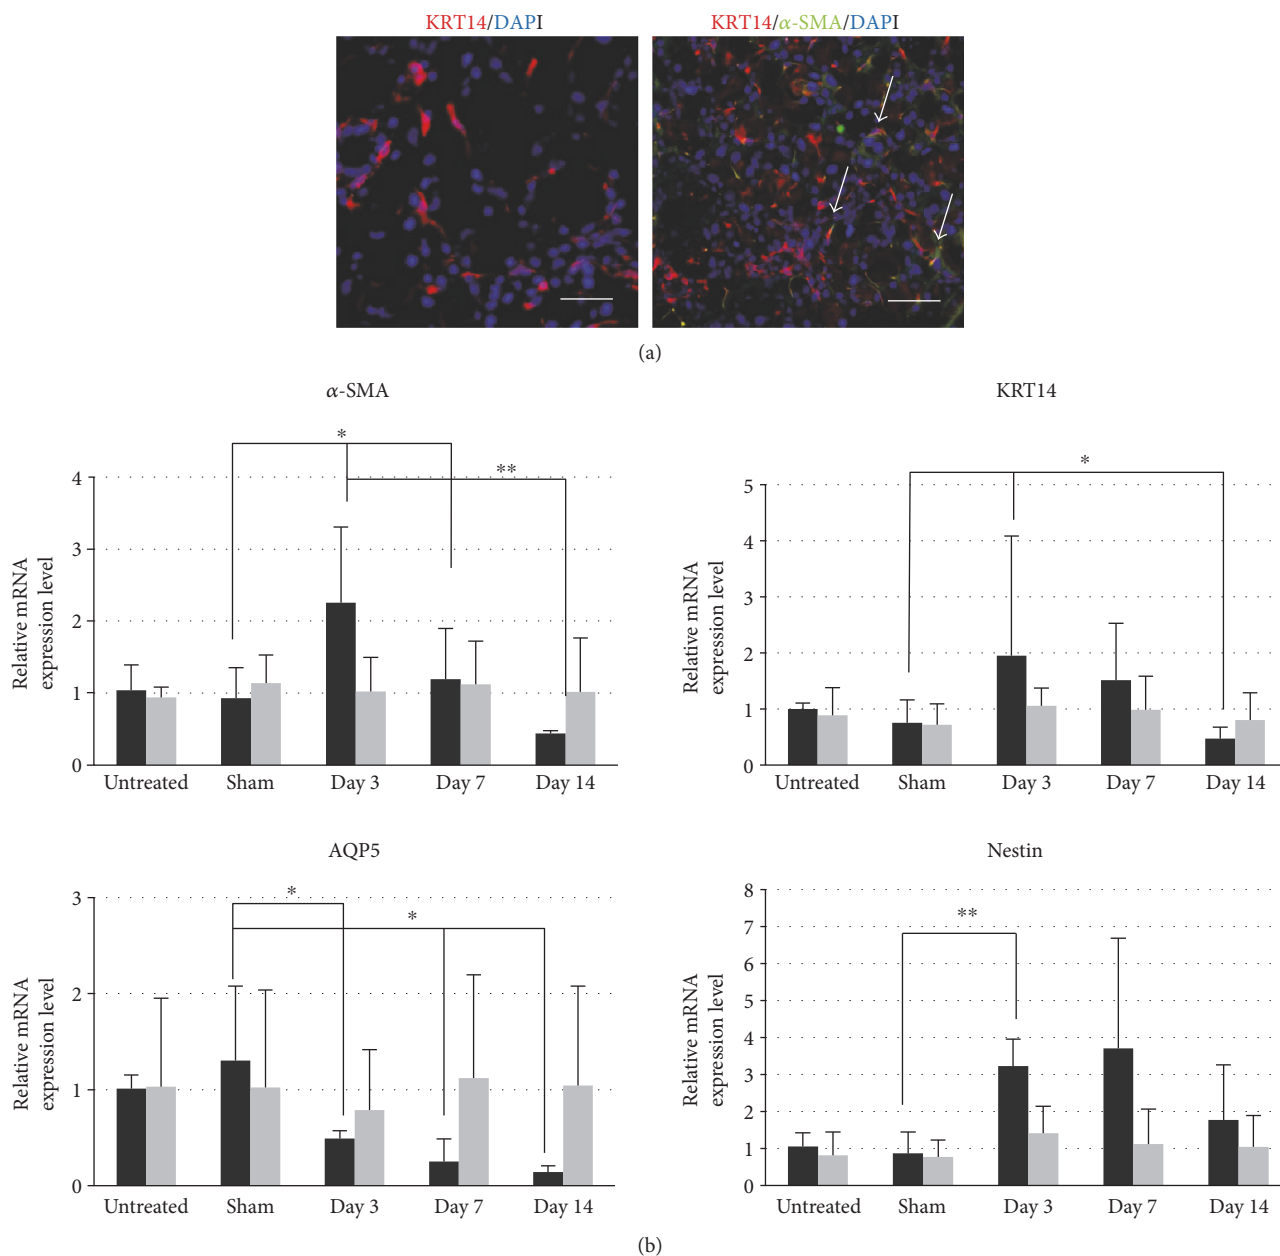 KRT14/DAPI
KRT14/α-SMA/DAPI
(a)
α-SMA
*
**
4
3
2
1
0
Relative mRNA
expression level
Untreated Sham Day 3 Day 7 Day 14
KRT14
*
5
4
3
2
1
0
Relative mRNA
expression level
Untreated Sham Day 3 Day 7 Day 14
AQP5
*
*
3
2
1
0
Relative mRNA
expression level
Untreated Sham Day 3 Day 7 Day 14
Nestin
**
8
7
6
5
4
3
2
1
0
Relative mRNA
expression level
Untreated Sham Day 3 Day 7 Day 14
(b)